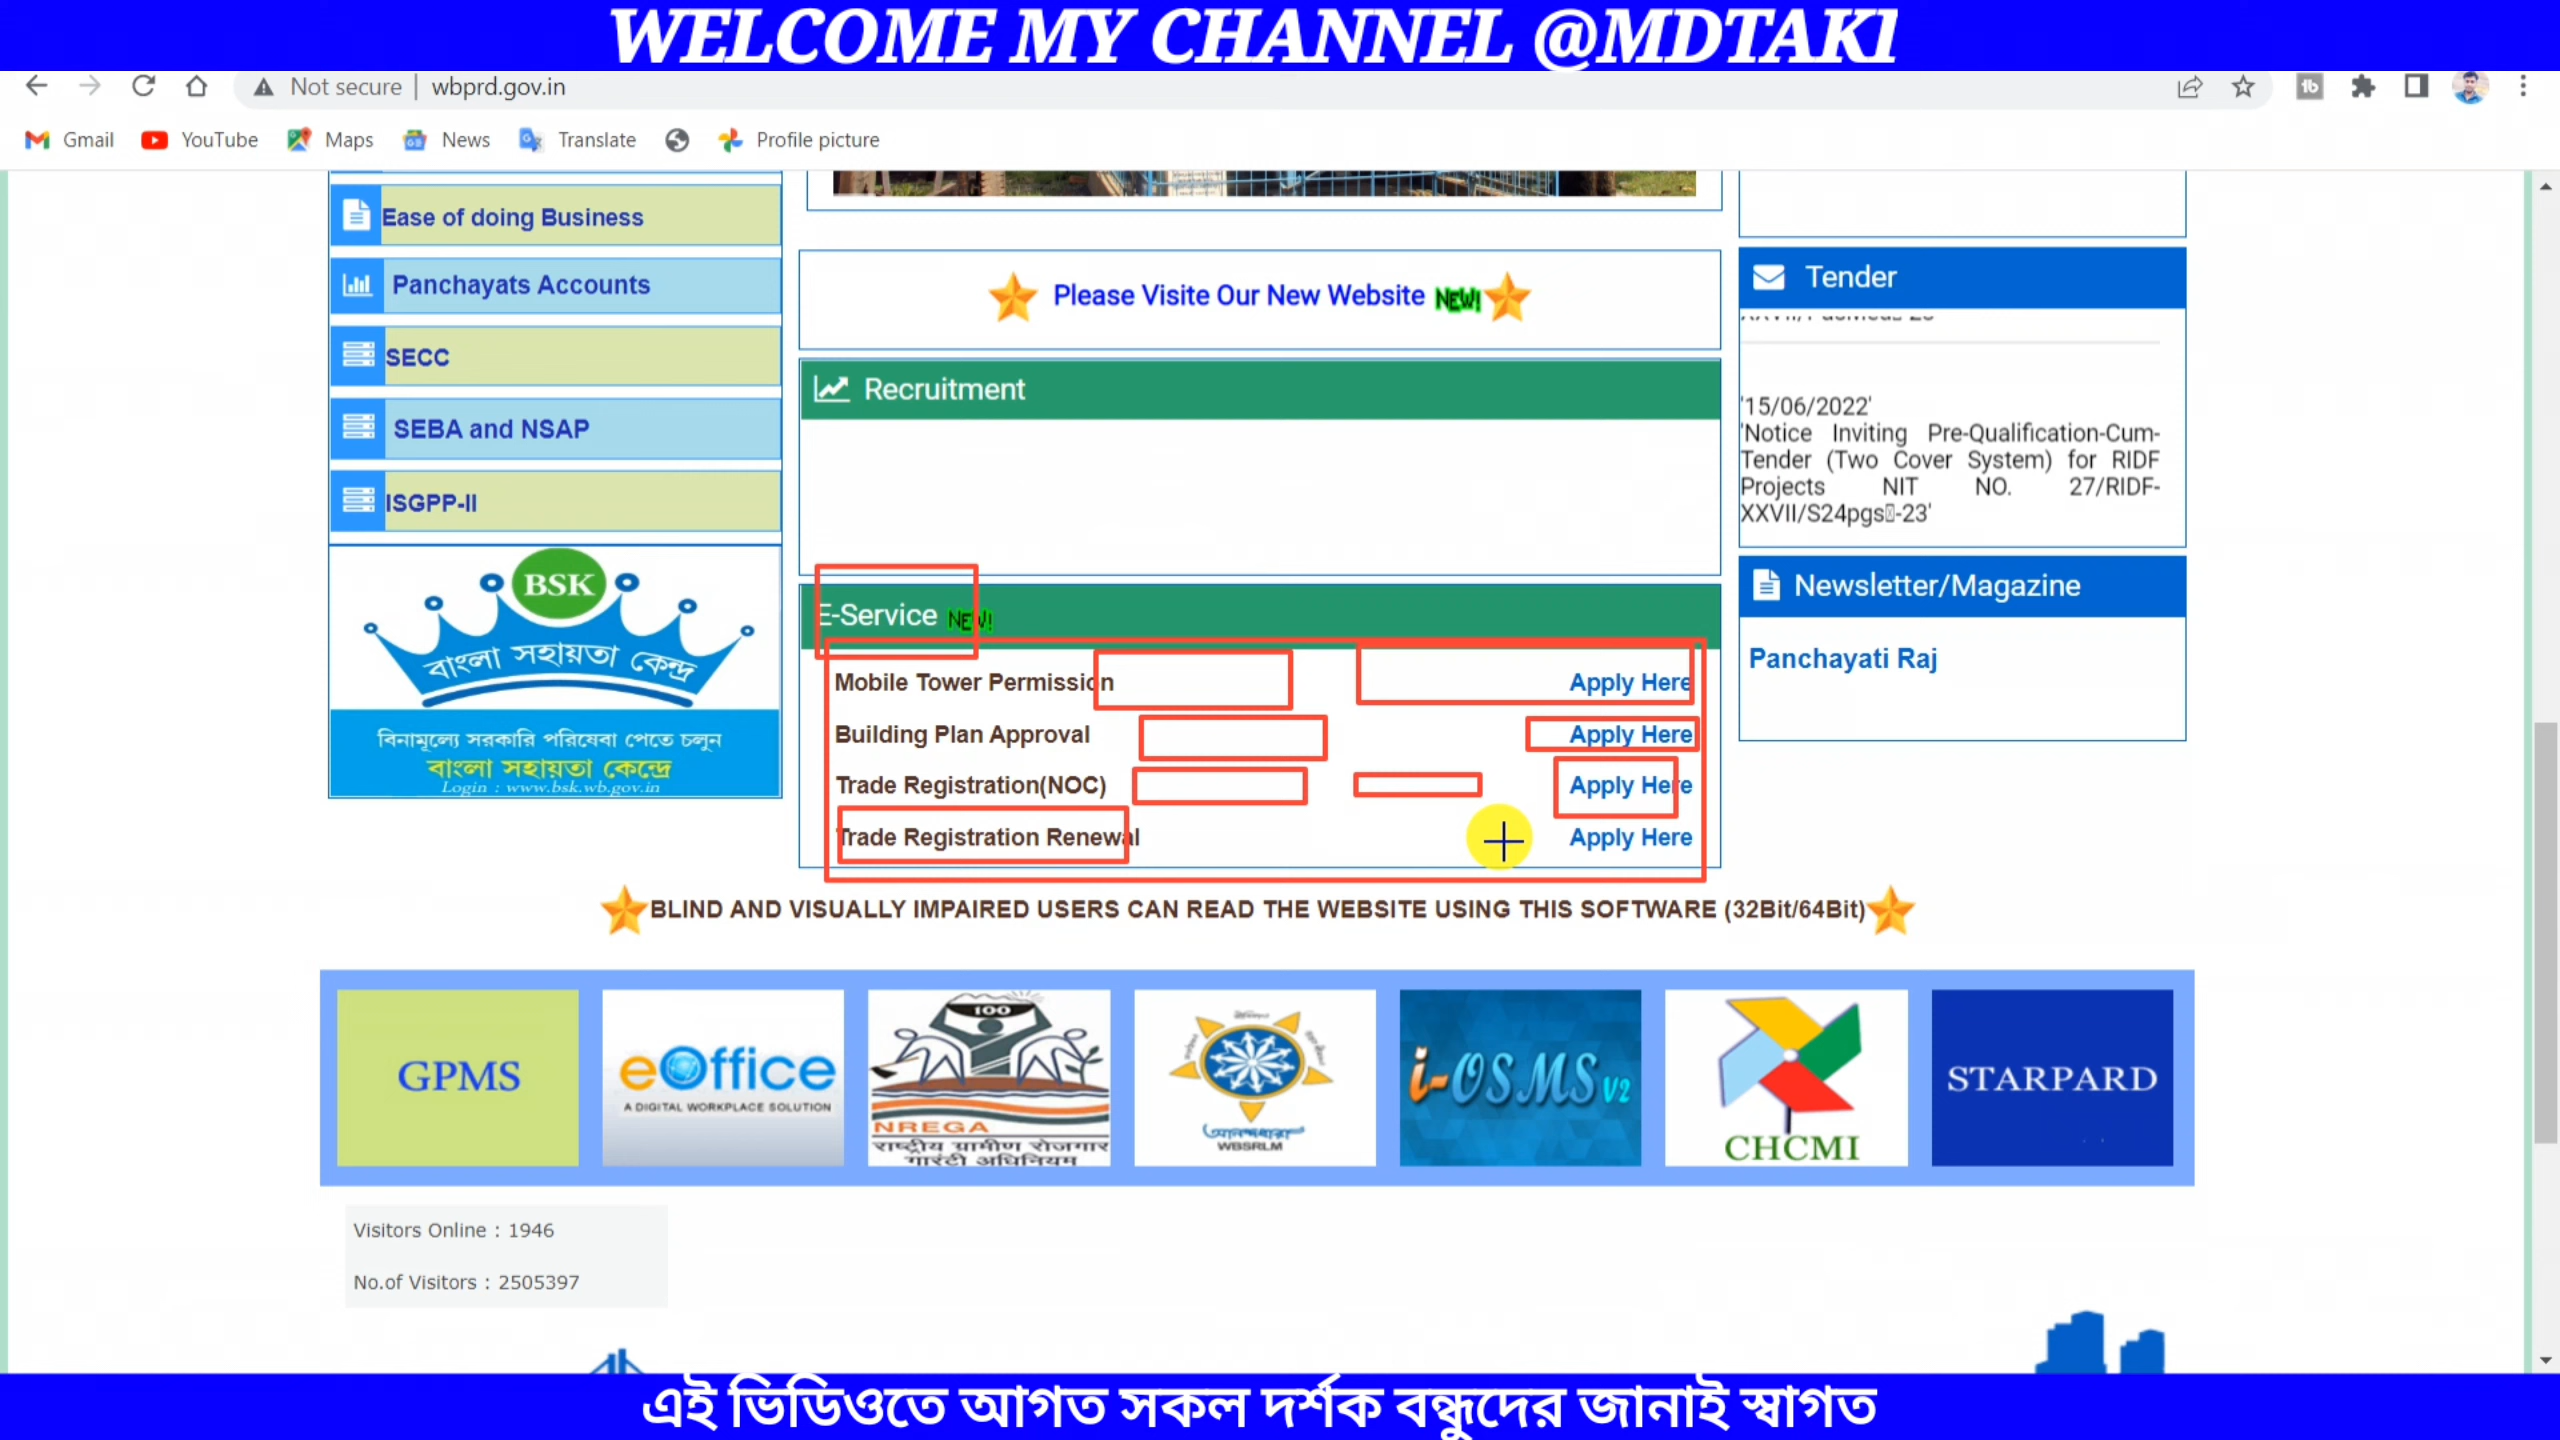 WELCOME MY CHANNEL @MDTAKI
Not secure | wbprd.gov.in
Gmail YouTube Maps News Translate Profile picture
Ease of doing Business
Panchayats Accounts
SECC
SEBA and NSAP
ISGPP-II
BSK
বাংলা সহায়তা কেন্দ্র
বিনামূল্যে সরকারি পরিষেবা পেতে চলুন
বাংলা সহায়তা কেন্দ্রে
Login : www.bsk.wb.gov.in
Please Visite Our New Website NEW!
Recruitment
E-Service NEW!
Mobile Tower Permission Apply Here
Building Plan Approval Apply Here
Trade Registration(NOC) Apply Here
Trade Registration Renewal Apply Here
Tender
'15/06/2022'
'Notice Inviting Pre-Qualification-Cum-
Tender (Two Cover System) for RIDF
Projects NIT NO. 27/RIDF-
XXVII/S24pgs-23'
Newsletter/Magazine
Panchayati Raj
BLIND AND VISUALLY IMPAIRED USERS CAN READ THE WEBSITE USING THIS SOFTWARE (32Bit/64Bit)
GPMS
eOffice
A DIGITAL WORKPLACE SOLUTION
100
NREGA
राष्ट्रीय ग्रामीण रोजगार
गारंटी अधिनियम
আনন্দধারা
WBSRLM
i-OSMS V2
CHCMI
STARPARD
Visitors Online : 1946
No.of Visitors : 2505397
এই ভিডিওতে আগত সকল দর্শক বন্ধুদের জানাই স্বাগত